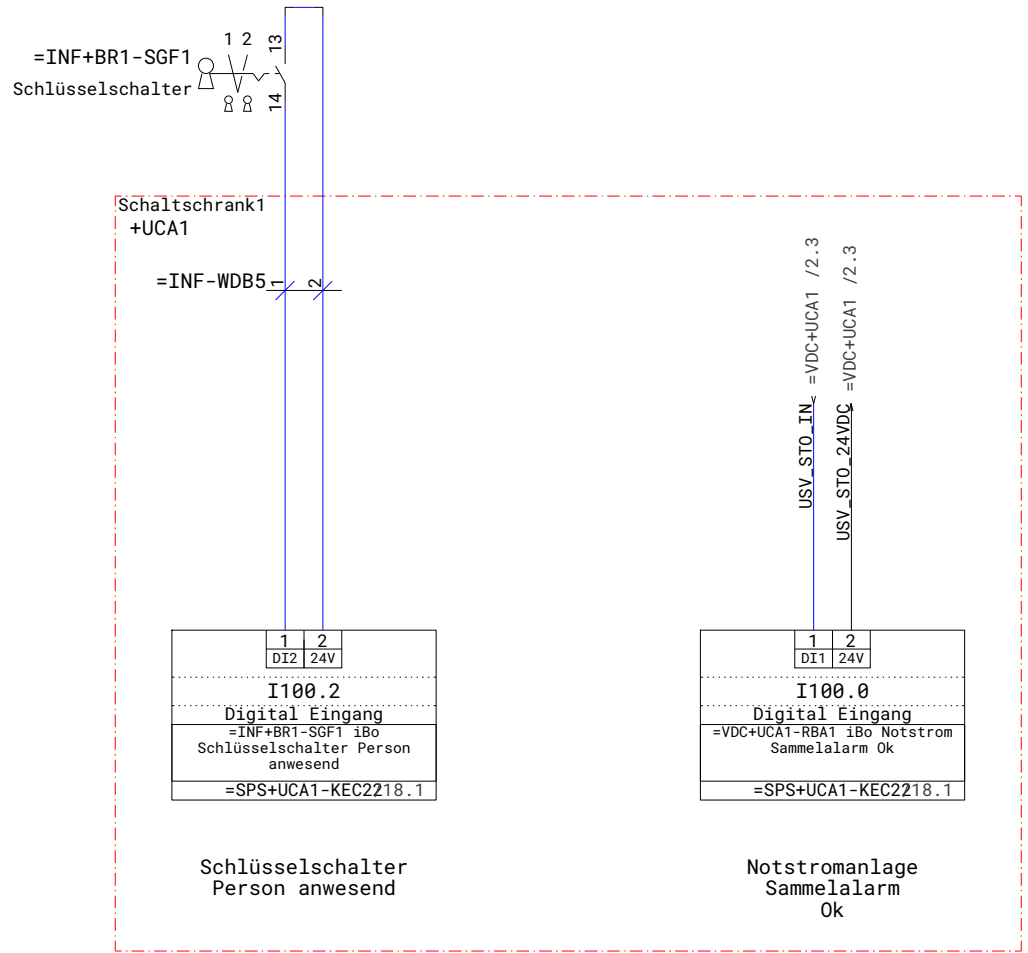 1 2
13
=INF+BR1-SGF1
Schlüsselschalter
14
Schaltschrank1
+UCA1
=INF-WDB5
1
2
=VDC+UCA1 /2.3
=VDC+UCA1 /2.3
USV_STO_IN
USV_STO_24VDC
1 2
DI2 24V
I100.2
Digital Eingang
=INF+BR1-SGF1 iBo
Schlüsselschalter Person
anwesend
=SPS+UCA1-KEC22
/218.1
1 2
DI1 24V
I100.0
Digital Eingang
=VDC+UCA1-RBA1 iBo Notstrom
Sammelalarm Ok
=SPS+UCA1-KEC22
/218.1
Schlüsselschalter
Person anwesend
Notstromanlage
Sammelalarm
Ok